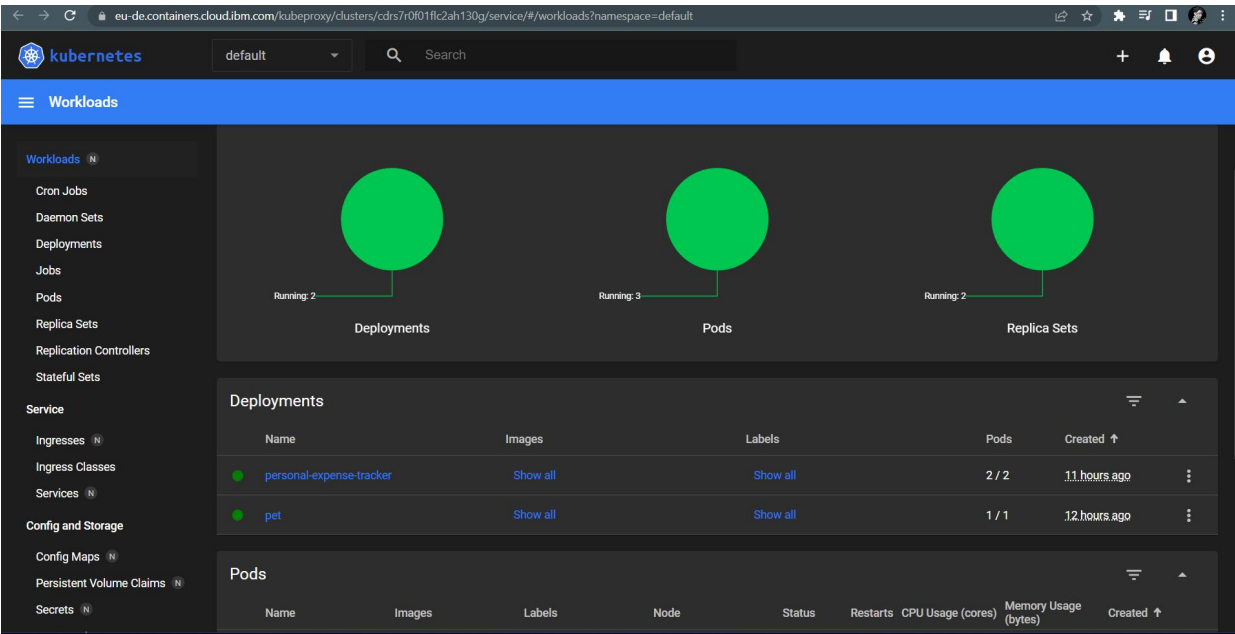 eu-de.containers.cloud.ibm.com/kubeproxy/clusters/cdrs7r0f01flc2ah130g/service/#/workloads?namespace=default
kubernetes
default
Search
Workloads
Workloads N
Cron Jobs
Daemon Sets
Deployments
Jobs
Pods
Replica Sets
Replication Controllers
Stateful Sets
Service
Ingresses N
Ingress Classes
Services N
Config and Storage
Config Maps N
Persistent Volume Claims N
Secrets N
Running: 2
Deployments
Running: 3
Pods
Running: 2
Replica Sets
Deployments
Name Images Labels Pods Created
personal-expense-tracker Show all Show all 2 / 2 11 hours ago
pet Show all Show all 1 / 1 12 hours ago
Pods
Name Images Labels Node Status Restarts CPU Usage (cores) Memory Usage (bytes) Created